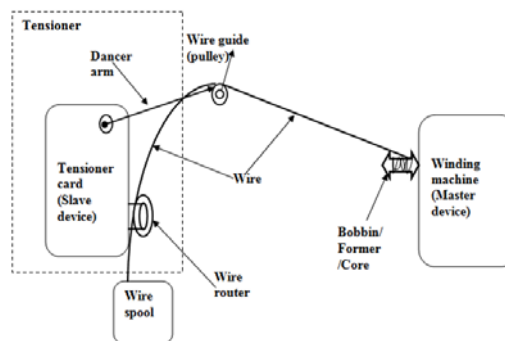 Tensioner
Dancer
arm
Wire guide
(pulley)
Tensioner
card
(Slave
device)
Wire
Winding
machine
(Master
device)
Bobbin/
Former
/Core
Wire
router
Wire
spool